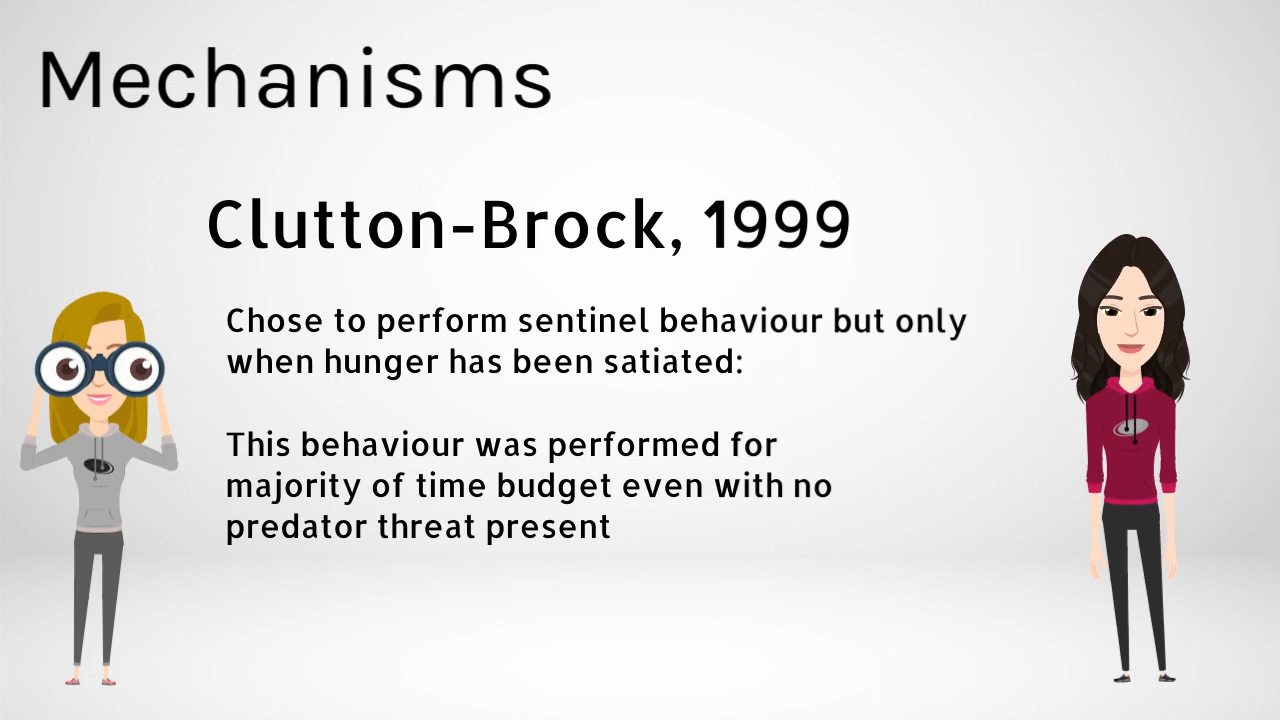 Mechanisms
Clutton-Brock, 1999
Chose to perform sentinel behaviour but only
when hunger has been satiated:
This behaviour was performed for
majority of time budget even with no
predator threat present